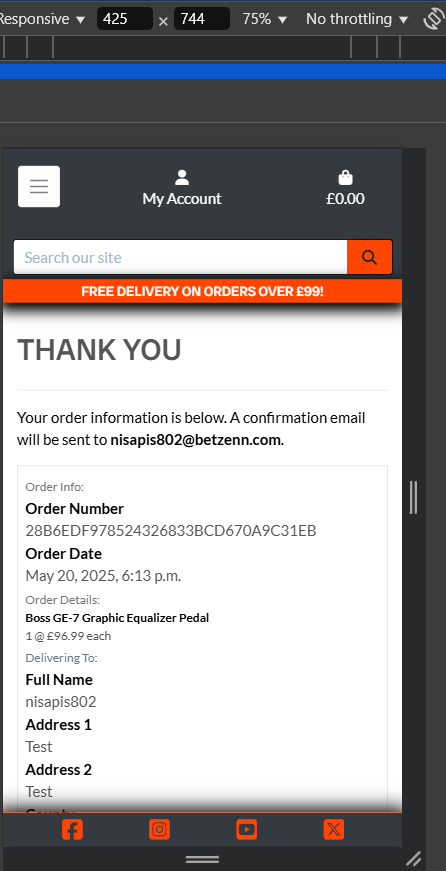 Responsive 425 × 744 75% No throttling
My Account £0.00
Search our site
FREE DELIVERY ON ORDERS OVER £99!
THANK YOU
Your order information is below. A confirmation email
will be sent to nisapis802@betzenn.com.
Order Info:
Order Number
28B6EDF978524326833BCD670A9C31EB
Order Date
May 20, 2025, 6:13 p.m.
Order Details:
Boss GE-7 Graphic Equalizer Pedal
1 @ £96.99 each
Delivering To:
Full Name
nisapis802
Address 1
Test
Address 2
Test